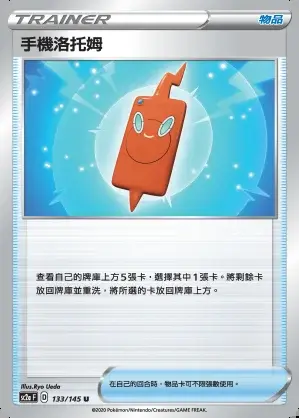 TRAINER
物品
手機洛托姆
查看自己的牌庫上方5張卡，選擇其中1張卡。將剩餘卡
放回牌庫並重洗，將所選的卡放回牌庫上方。
Illus.Ryo Ueda
sc2a F D 133/145 U
在自己的回合時，物品卡可不限張數使用。
©2020 Pokémon/Nintendo/Creatures/GAME FREAK.